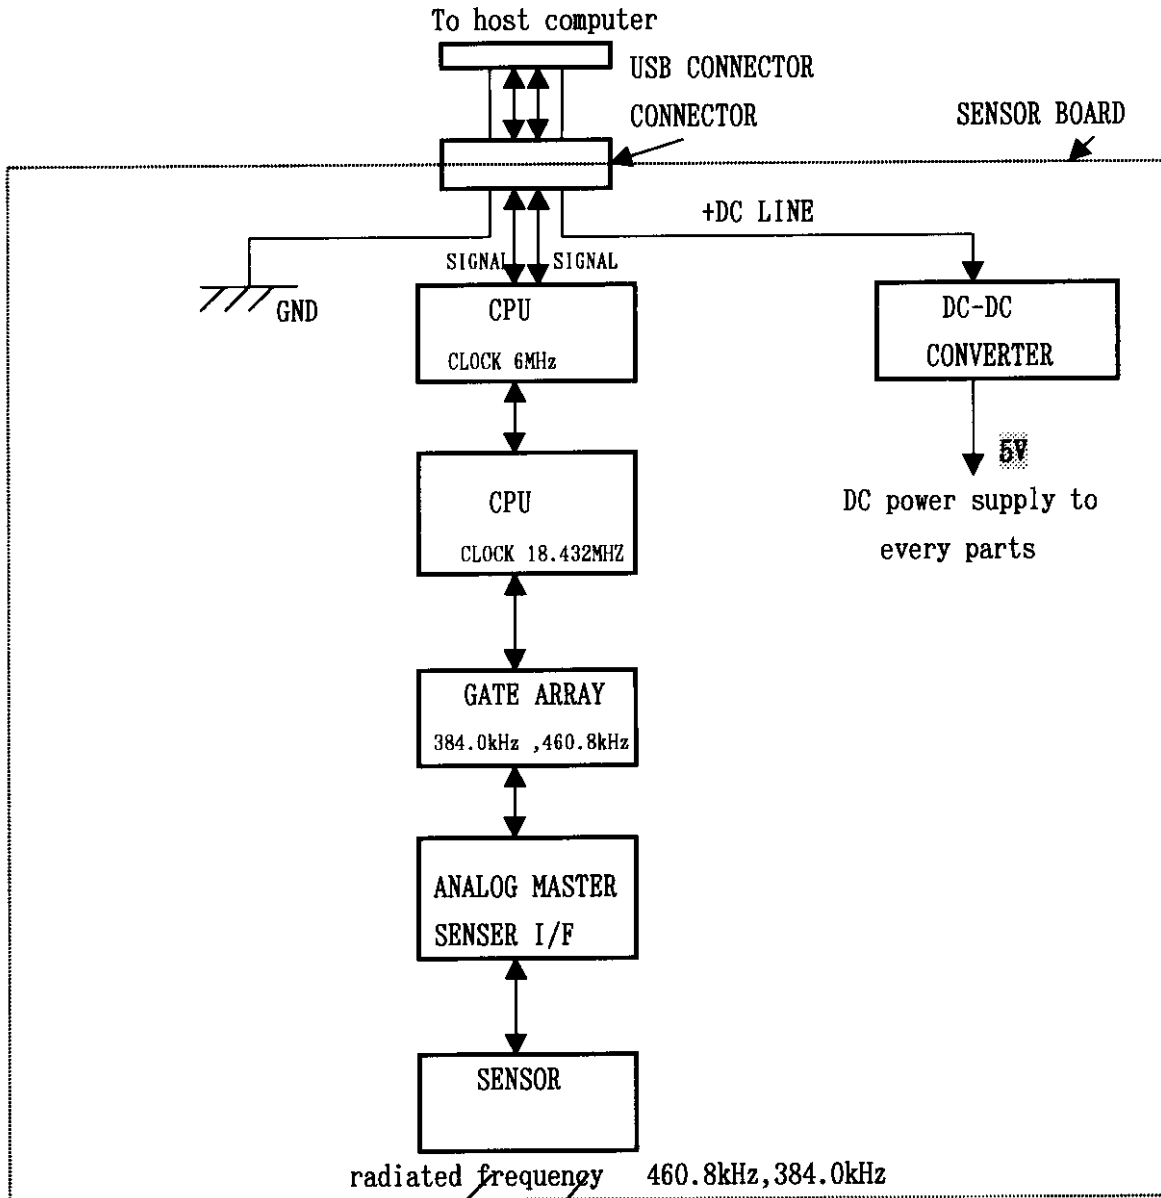 To host computer
USB CONNECTOR
CONNECTOR
SENSOR BOARD
+DC LINE
SIGNAL
SIGNAL
GND
CPU
CLOCK 6MHz
DC-DC
CONVERTER
5V
DC power supply to
every parts
CPU
CLOCK 18.432MHZ
GATE ARRAY
384.0kHz ,460.8kHz
ANALOG MASTER
SENSER I/F
SENSOR
radiated frequency 460.8kHz,384.0kHz